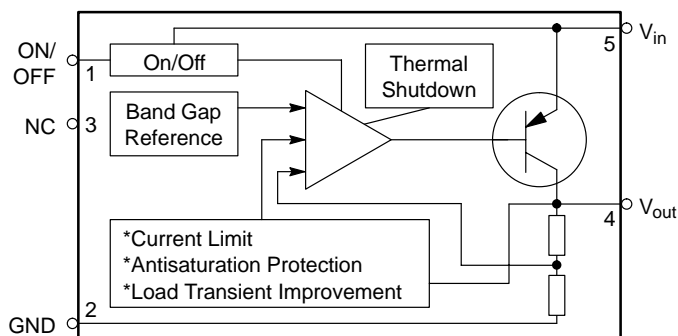 ON/
OFF
1
On/Off
Thermal
Shutdown
5
Vin
NC
3
Band Gap
Reference
4
Vout
*Current Limit
*Antisaturation Protection
*Load Transient Improvement
GND
2